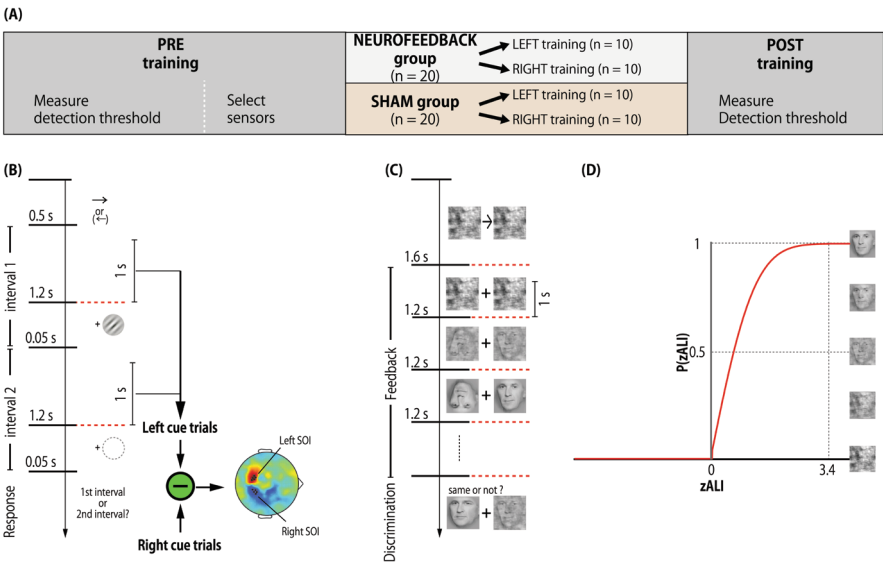 (A)
PRE
training
Measure
detection threshold
Select
sensors
NEUROFEEDBACK
group
(n = 20)
LEFT training (n = 10)
RIGHT training (n = 10)
SHAM group
(n = 20)
LEFT training (n = 10)
RIGHT training (n = 10)
POST
training
Measure
Detection threshold
(B)
→
or
(←)
0.5 s
interval 1
1 s
1.2 s
+
0.05 s
interval 2
1 s
1.2 s
+
0.05 s
Response
1st interval
or
2nd interval?
Left cue trials
−
Right cue trials
Left SOI
Right SOI
(C)
1.6 s
+
1 s
1.2 s
+
Feedback
1.2 s
+
1.2 s
Discrimination
same or not ?
+
(D)
1
P(zALI)
0.5
0
3.4
zALI